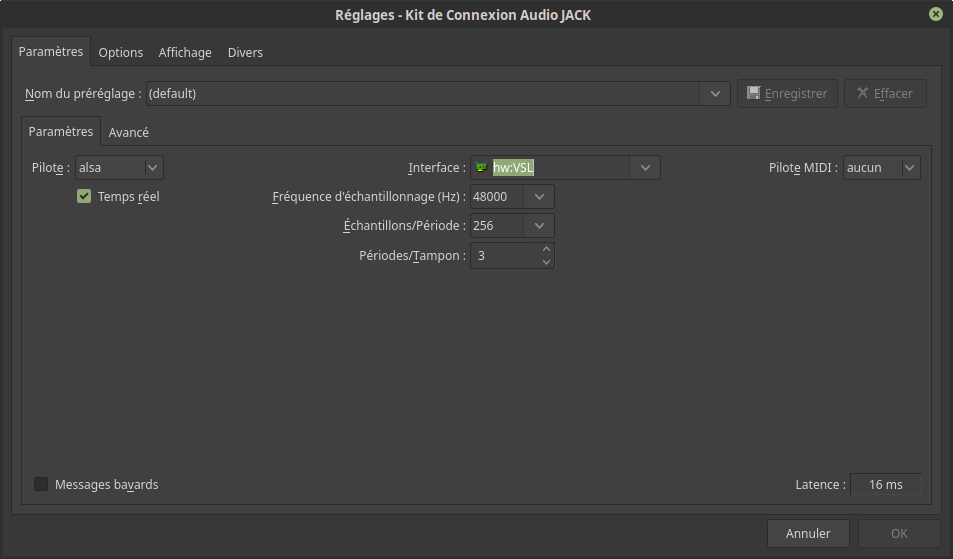 Réglages - Kit de Connexion Audio JACK
Paramètres Options Affichage Divers
Nom du préréglage : (default) Enregistrer Effacer
Paramètres Avancé
Pilote : alsa Interface : hw:VSL Pilote MIDI : aucun
Temps réel Fréquence d'échantillonnage (Hz) : 48000
Échantillons/Période : 256
Périodes/Tampon : 3
Messages bavards Latence : 16 ms
Annuler OK